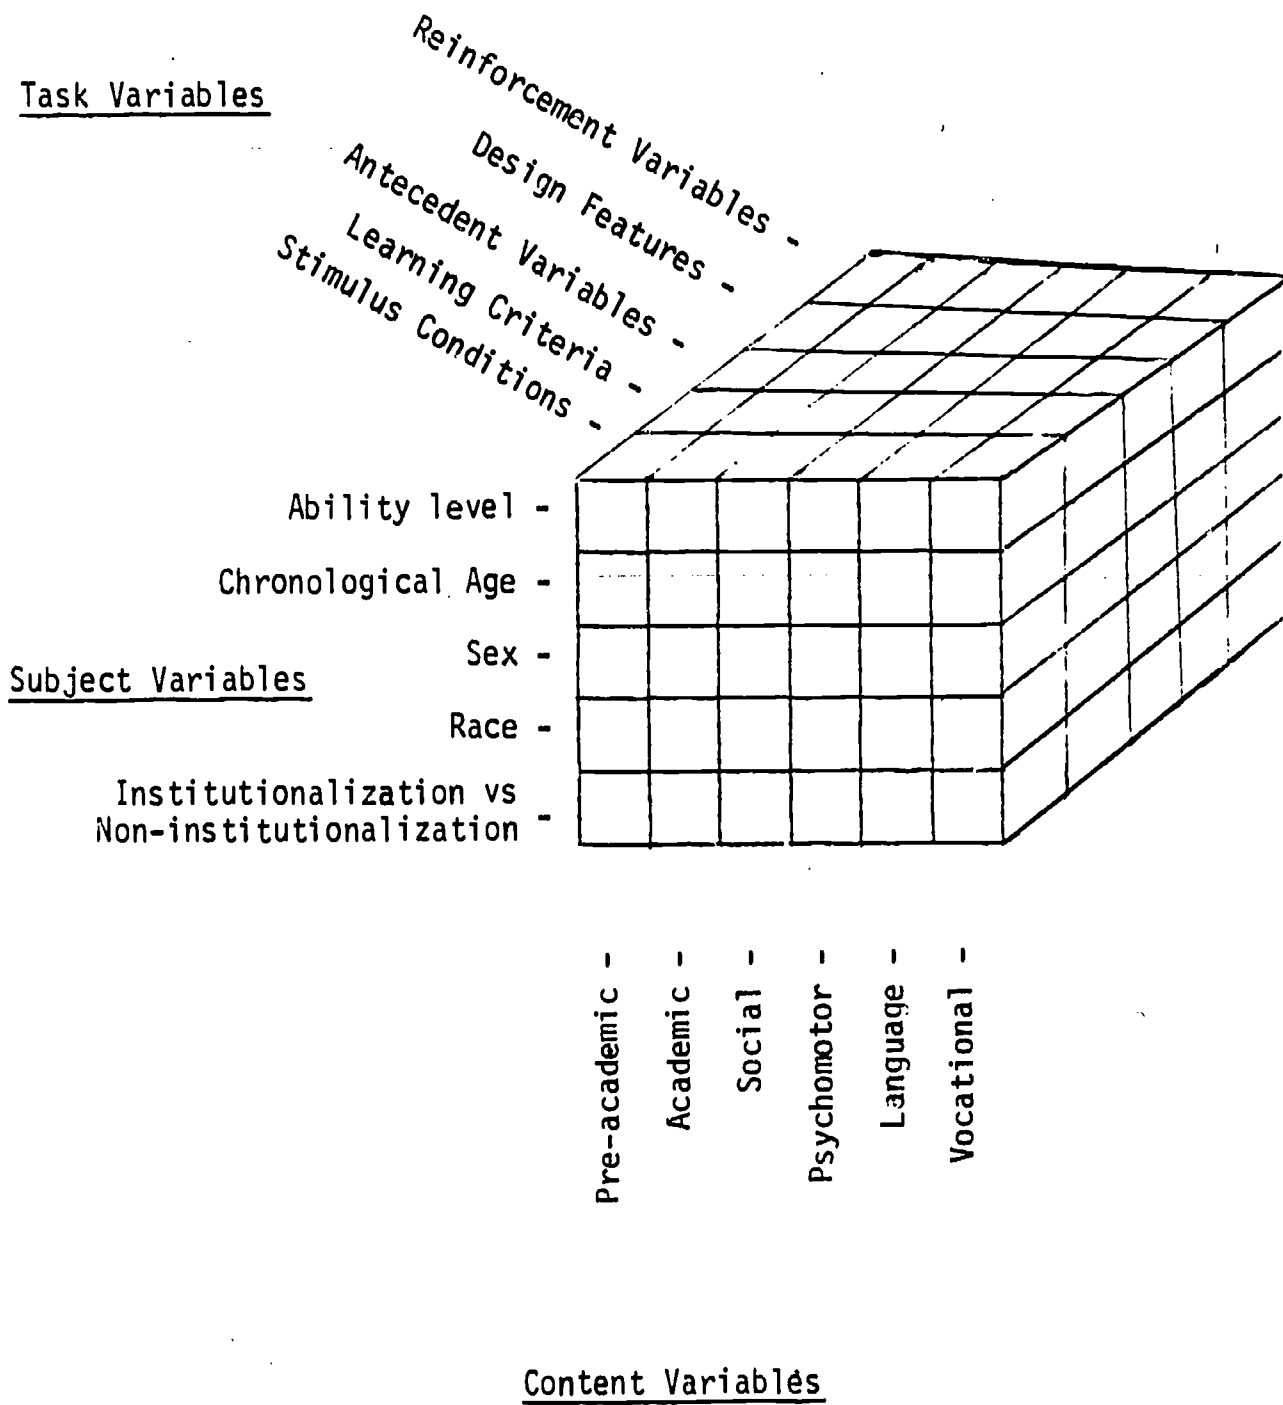 Task Variables
Reinforcement Variables -
Design Features -
Antecedent Variables -
Learning Criteria -
Stimulus Conditions -
Ability level -
Chronological Age -
Sex -
Subject Variables
Race -
Institutionalization vs
Non-institutionalization -
Pre-academic -
Academic -
Social -
Psychomotor -
Language -
Vocational -
Content Variables